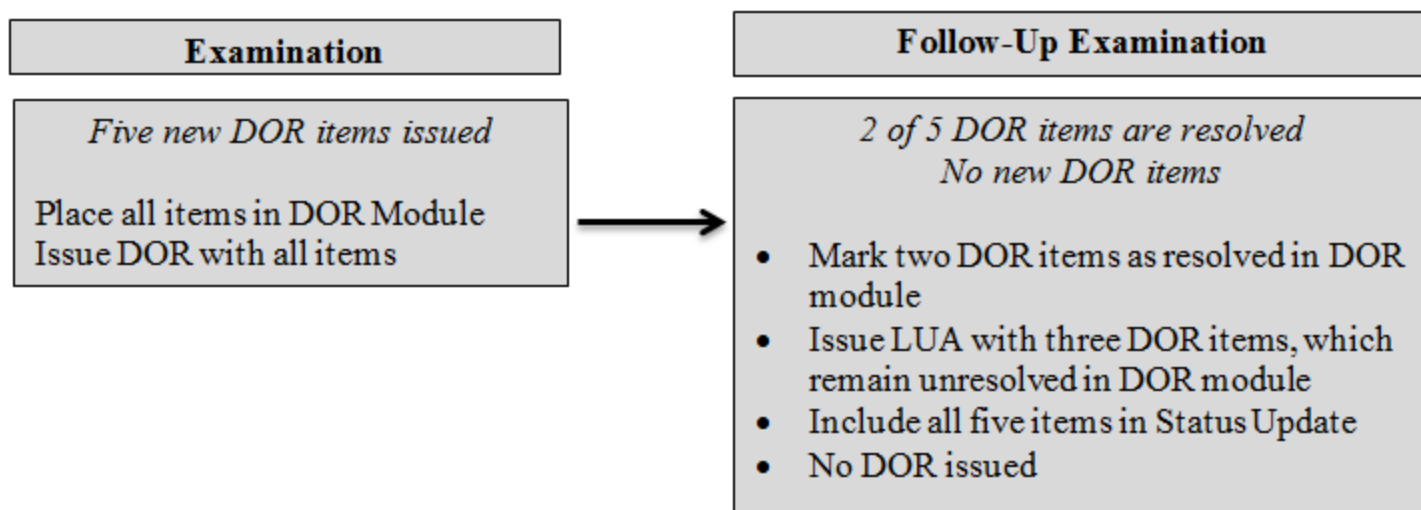 Examination
Five new DOR items issued
Place all items in DOR Module
Issue DOR with all items
Follow-Up Examination
2 of 5 DOR items are resolved
No new DOR items
• Mark two DOR items as resolved in DOR
module
• Issue LUA with three DOR items, which
remain unresolved in DOR module
• Include all five items in Status Update
• No DOR issued